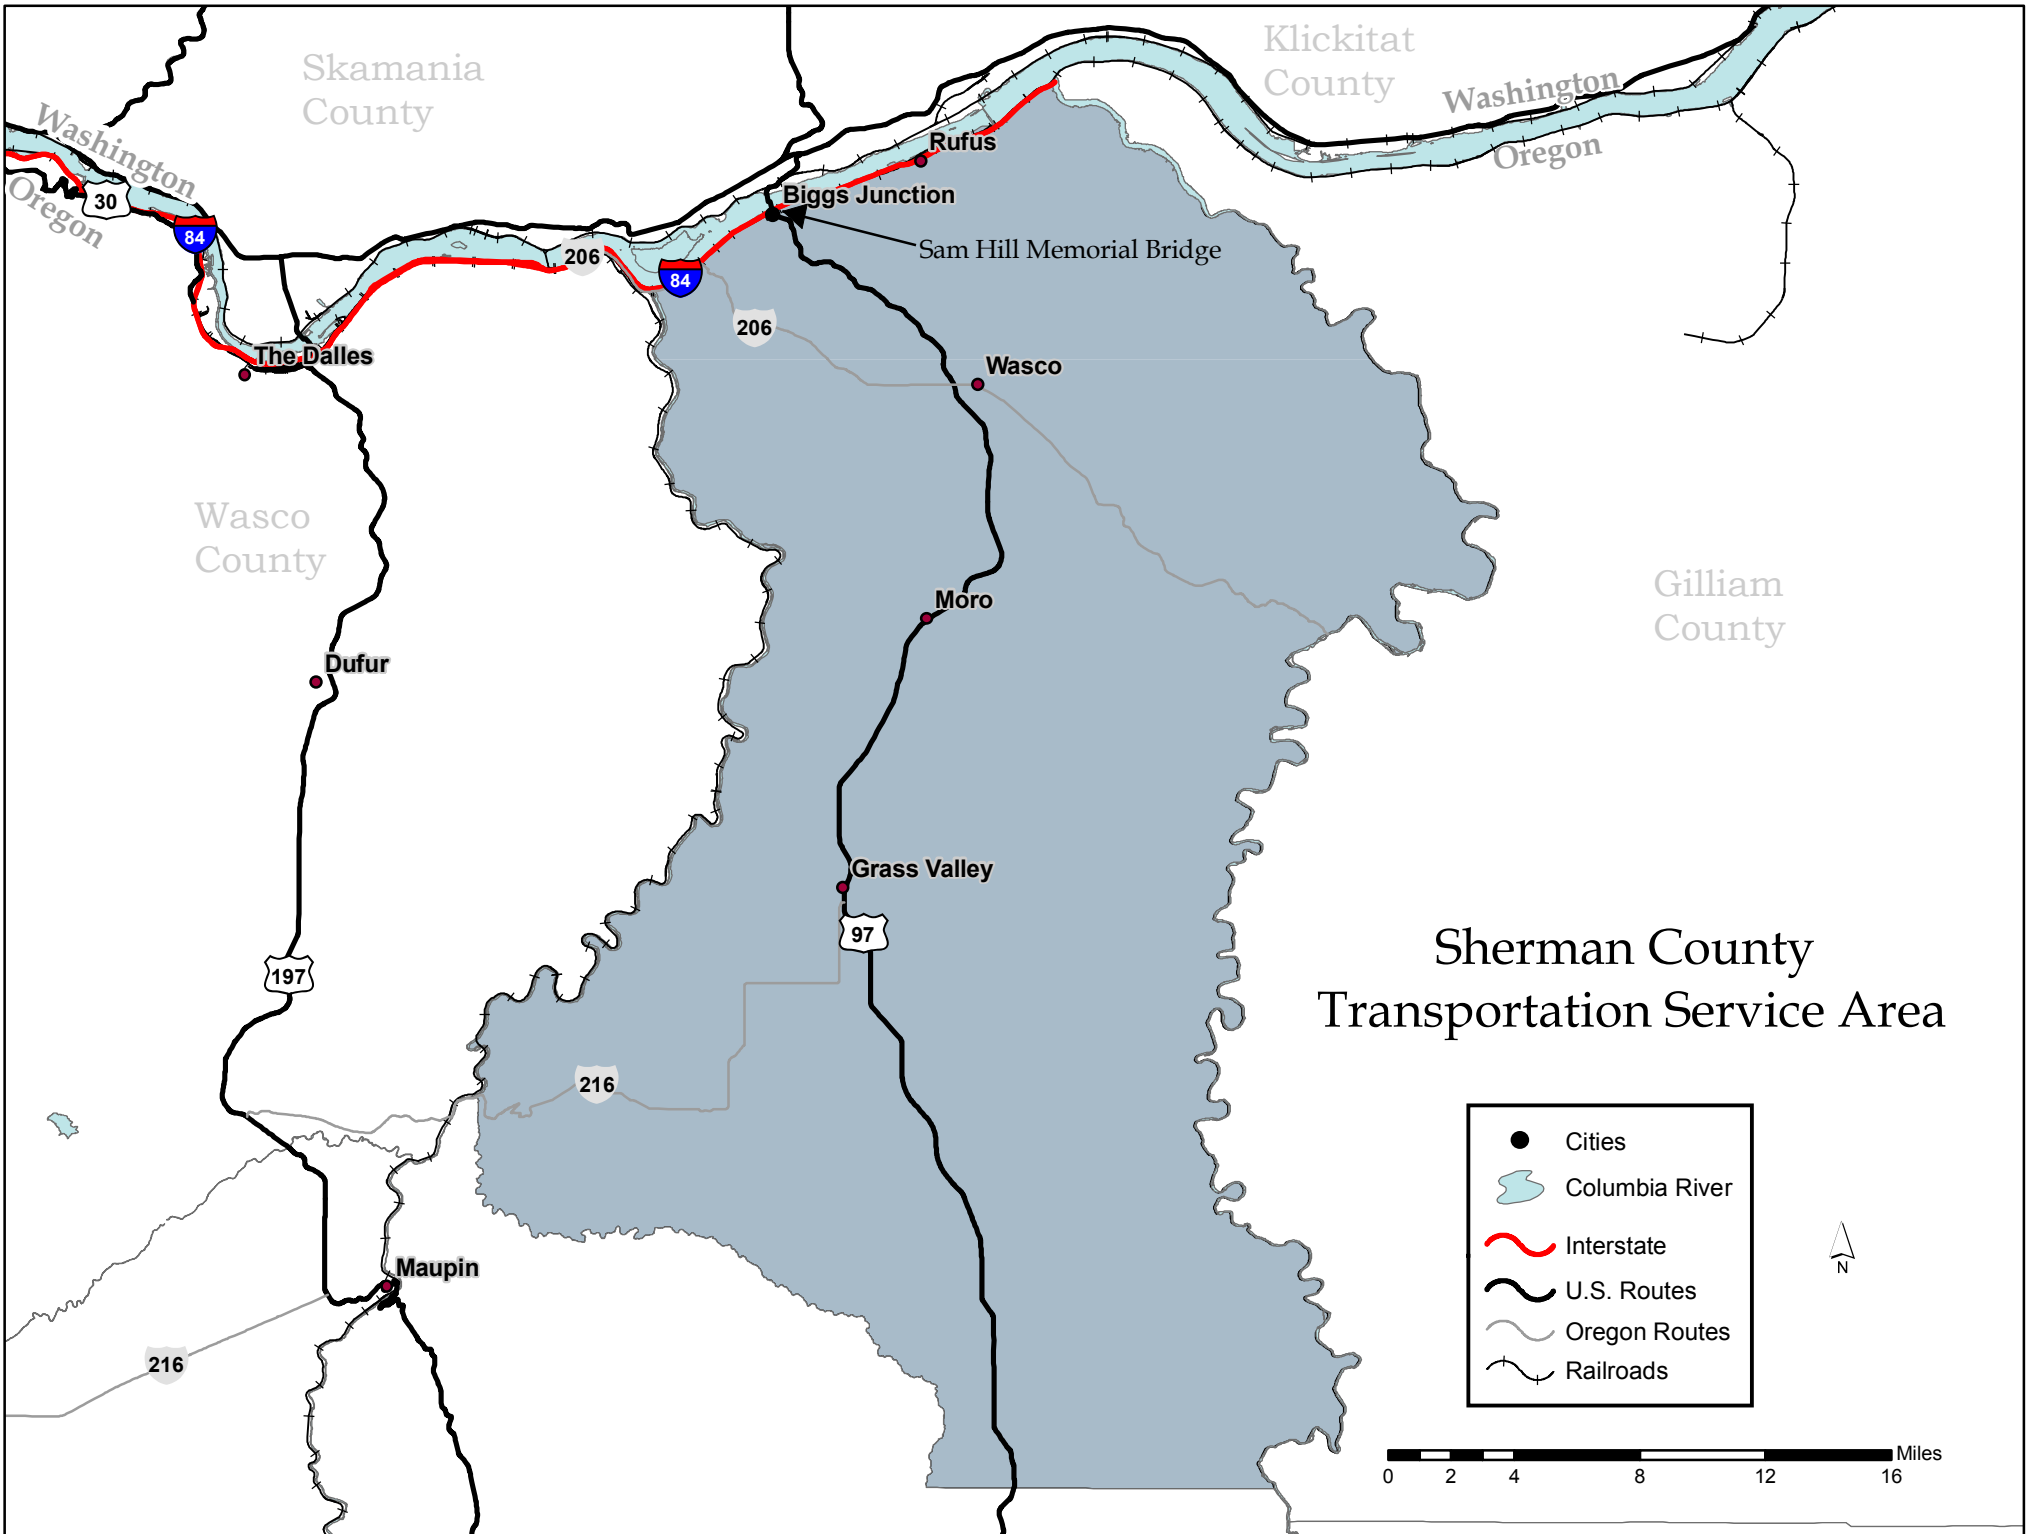 Skamania
County
Klickitat
County
Washington
Oregon
Washington
Oregon
30
84
Rufus
Biggs Junction
Sam Hill Memorial Bridge
206
84
206
The Dalles
Wasco
Wasco
County
Gilliam
County
Moro
Dufur
Grass Valley
97
197
Sherman County
Transportation Service Area
216
Maupin
216
Cities
Columbia River
Interstate
U.S. Routes
Oregon Routes
Railroads
N
Miles
0 2 4 8 12 16